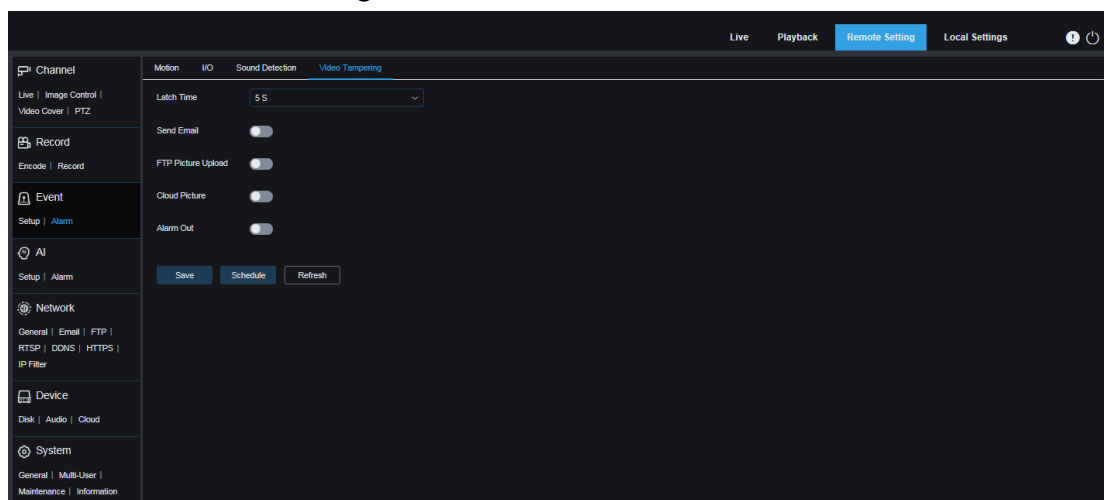 Live Playback Remote Setting Local Settings
Channel
Live | Image Control |
Video Cover | PTZ
Record
Encode | Record
Event
Setup | Alarm
AI
Setup | Alarm
Network
General | Email | FTP |
RTSP | DDNS | HTTPS |
IP Filter
Device
Disk | Audio | Cloud
System
General | Multi-User |
Maintenance | Information
Motion I/O Sound Detection Video Tampering
Latch Time 5 S
Send Email
FTP Picture Upload
Cloud Picture
Alarm Out
Save Schedule Refresh